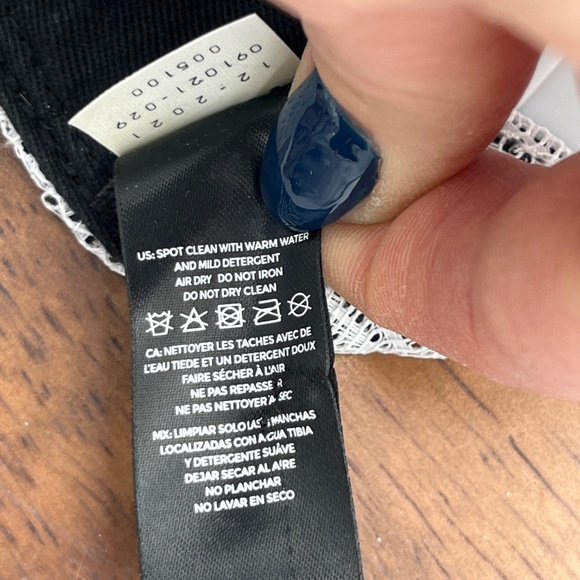 12-2021
091021-029
005100
US: SPOT CLEAN WITH WARM WATER
AND MILD DETERGENT
AIR DRY DO NOT IRON
DO NOT DRY CLEAN
CA: NETTOYER LES TACHES AVEC DE
L'EAU TIEDE ET UN DETERGENT DOUX
FAIRE SÉCHER À L'AIR
NE PAS REPASSER
NE PAS NETTOYER À SEC
MX: LIMPIAR SOLO LAS MANCHAS
LOCALIZADAS CON AGUA TIBIA
Y DETERGENTE SUÁVE
DEJAR SECAR AL AIRE
NO PLANCHAR
NO LAVAR EN SECO